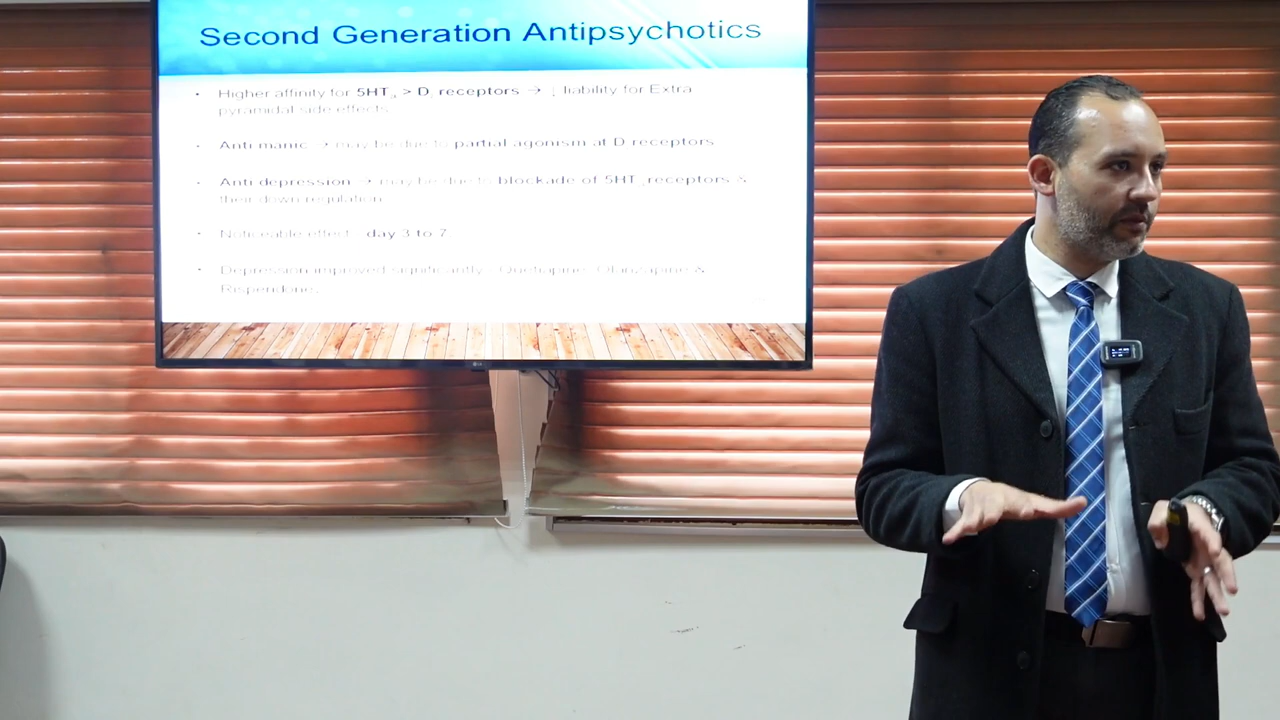 Second Generation Antipsychotics
• Higher affinity for 5HT > D receptors → ↓ liability for Extra
pyramidal side effects
• Anti manic → may be due to partial agonism at D receptors
• Anti depression → may be due to blockade of 5HT receptors &
their down regulation
• Noticeable effect day 3 to 7
• Depression improved significantly Quetiapine Olanzapine &
Risperidone.
LG